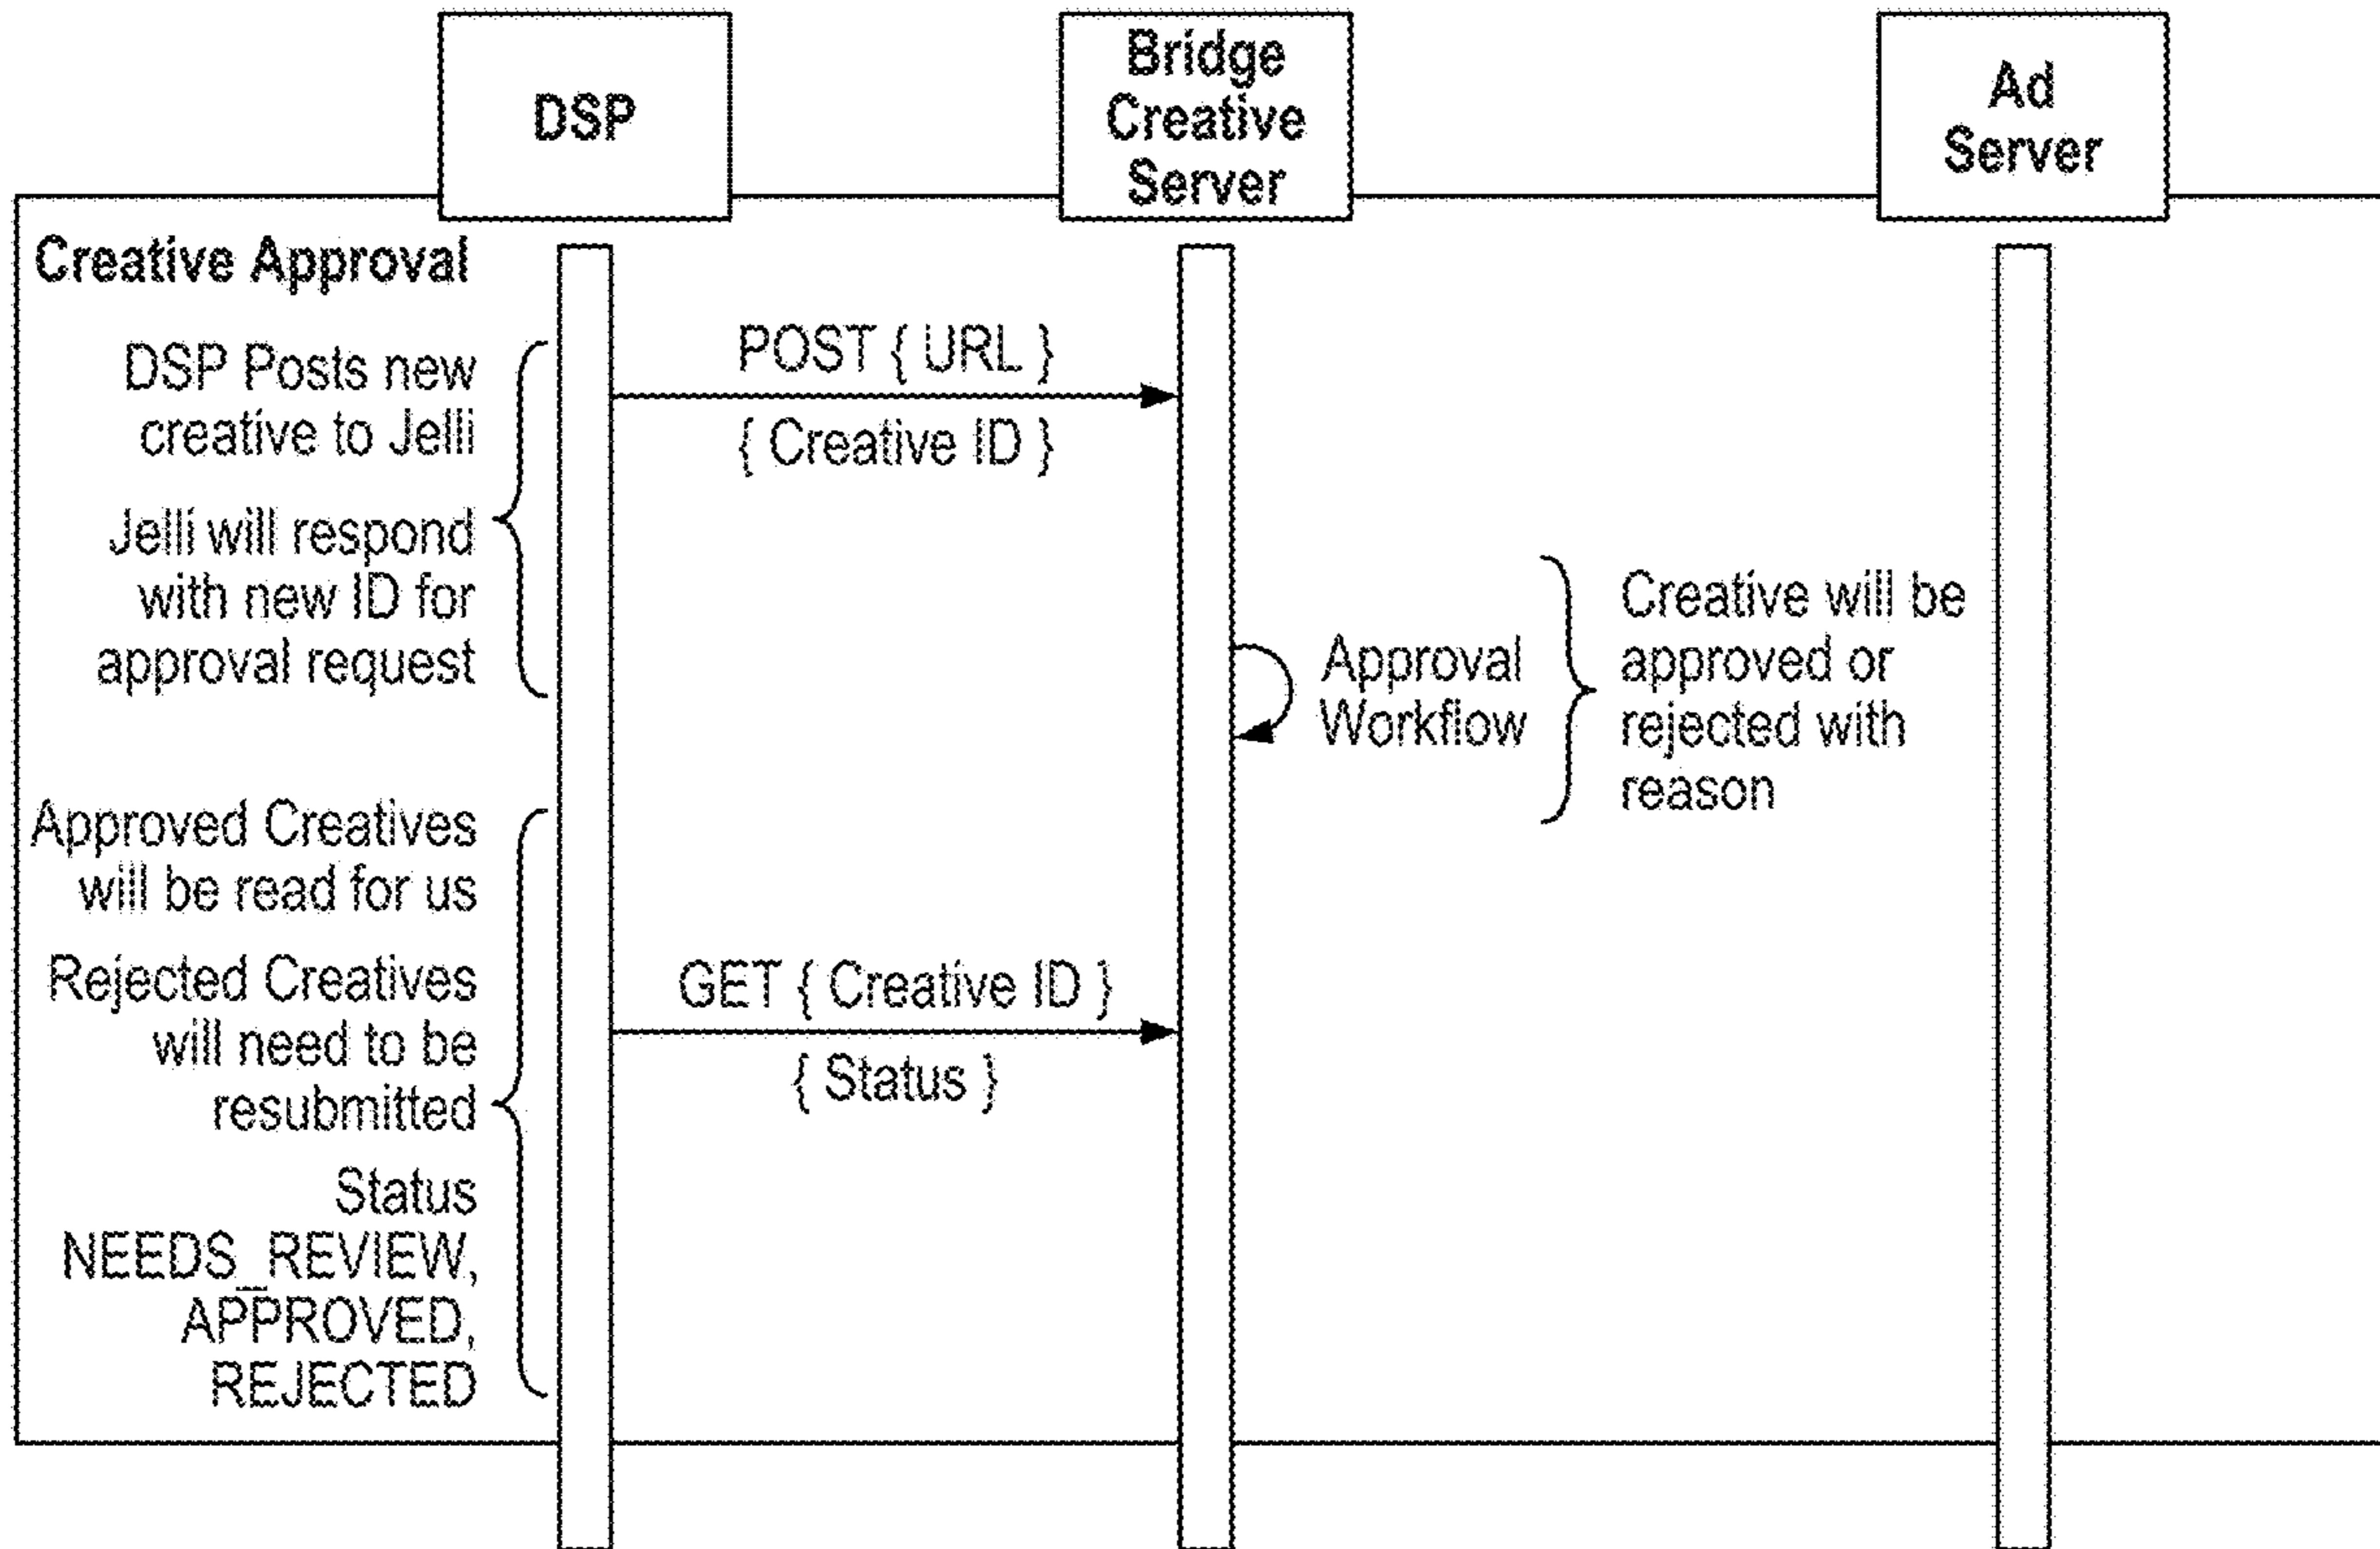 DSP
Bridge
Creative
Server
Ad
Server
Creative Approval
DSP Posts new
creative to Jelli
Jelli will respond
with new ID for
approval request
POST { URL }
{ Creative ID }
Approval
Workflow
Creative will be
approved or
rejected with
reason
Approved Creatives
will be read for us
Rejected Creatives
will need to be
resubmitted
Status
NEEDS_REVIEW,
APPROVED,
REJECTED
GET { Creative ID }
{ Status }